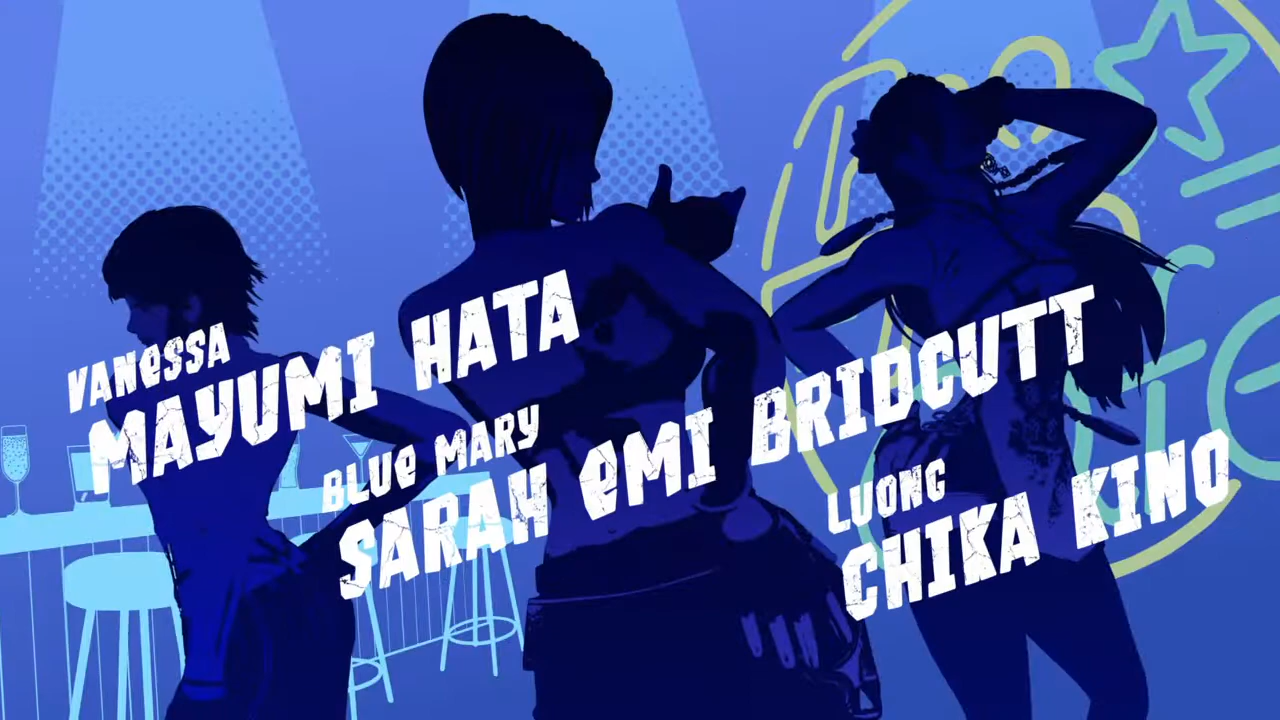 VANeSSA
MAYUMI HATA
BLUe MARY
SARAH eMI BRIDCUTT
LUONG
CHIKA KINO